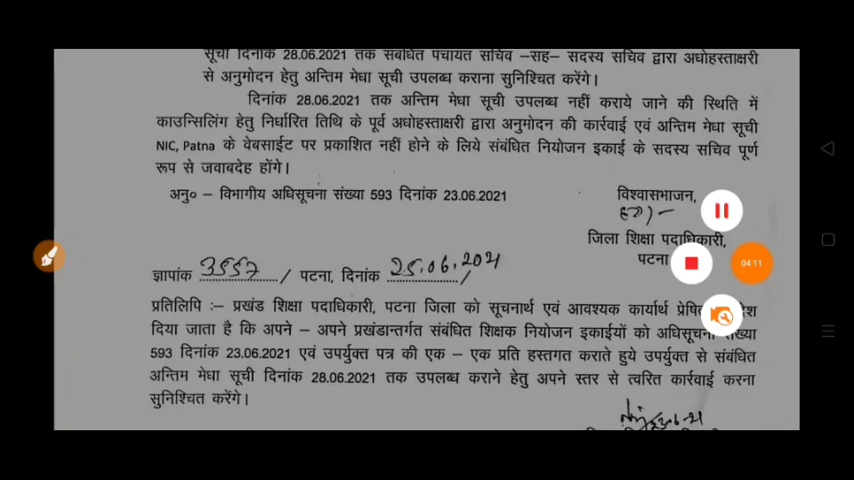 सूची दिनांक 28.06.2021 तक संबंधित पंचायत सचिव –सह– सदस्य सचिव द्वारा अधोहस्ताक्षरी
से अनुमोदन हेतु अन्तिम मेधा सूची उपलब्ध कराना सुनिश्चित करेंगे।
दिनांक 28.06.2021 तक अन्तिम मेधा सूची उपलब्ध नहीं कराये जाने की स्थिति में
काउन्सिलिंग हेतु निर्धारित तिथि के पूर्व अधोहस्ताक्षरी द्वारा अनुमोदन की कार्रवाई एवं अन्तिम मेधा सूची
NIC, Patna के वेबसाईट पर प्रकाशित नहीं होने के लिये संबंधित नियोजन इकाई के सदस्य सचिव पूर्ण
रूप से जवाबदेह होंगे।
अनु० – विभागीय अधिसूचना संख्या 593 दिनांक 23.06.2021
विश्वासभाजन,
ह०/–
जिला शिक्षा पदाधिकारी,
पटना
ज्ञापांक 3557 / पटना, दिनांक 25.06.2021 /
04:11
प्रतिलिपि :– प्रखंड शिक्षा पदाधिकारी, पटना जिला को सूचनार्थ एवं आवश्यक कार्यार्थ
दिया जाता है कि अपने – अपने प्रखंडान्तर्गत संबंधित शिक्षक नियोजन इकाईयों को अधिसूचना
593 दिनांक 23.06.2021 एवं उपर्युक्त पत्र की एक – एक प्रति हस्तगत कराते हुये उपर्युक्त से संबंधित
अन्तिम मेधा सूची दिनांक 28.06.2021 तक उपलब्ध कराने हेतु अपने स्तर से त्वरित कार्रवाई करना
सुनिश्चित करेंगे।